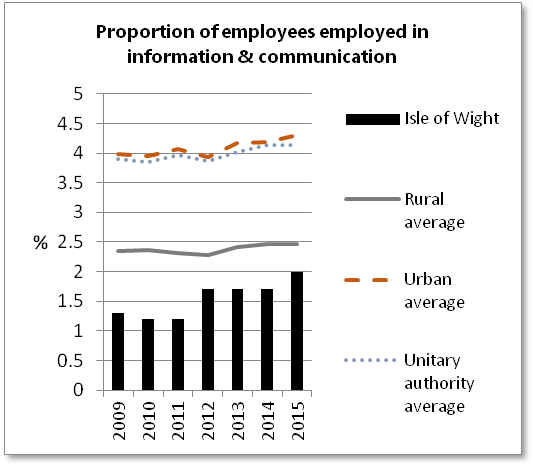 Proportion of employees employed in
information & communication
5
4.5
4
3.5
3
2.5
2
1.5
1
0.5
0
%
2009
2010
2011
2012
2013
2014
2015
Isle of Wight
Rural
average
Urban
average
Unitary
authority
average